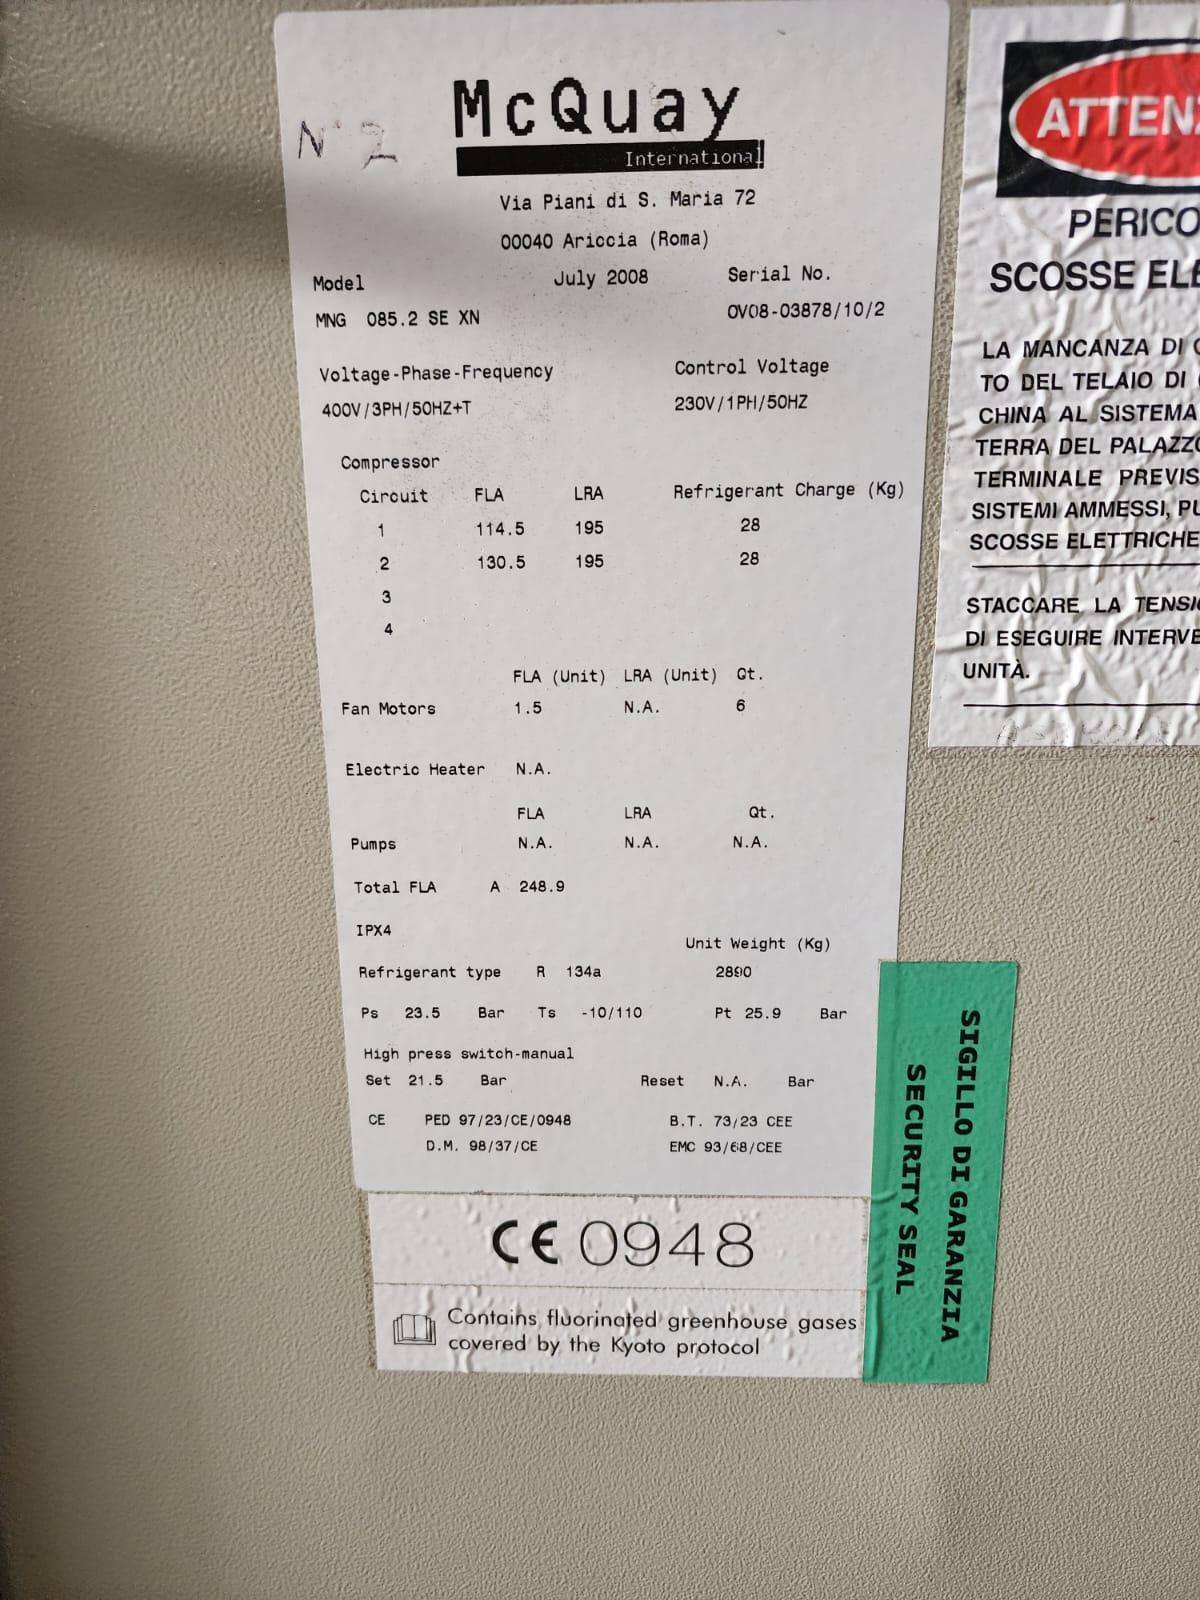 N° 2
McQuay
International
Via Piani di S. Maria 72
00040 Ariccia (Roma)
Model July 2008 Serial No.
MNG 085.2 SE XN OV08-03878/10/2
Voltage-Phase-Frequency Control Voltage
400V/3PH/50HZ+T 230V/1PH/50HZ
Compressor
Circuit FLA LRA Refrigerant Charge (Kg)
1 114.5 195 28
2 130.5 195 28
3
4
FLA (Unit) LRA (Unit) Qt.
Fan Motors 1.5 N.A. 6
Electric Heater N.A.
FLA LRA Qt.
Pumps N.A. N.A. N.A.
Total FLA A 248.9
IPX4
Unit Weight (Kg)
Refrigerant type R 134a 2890
Ps 23.5 Bar Ts -10/110 Pt 25.9 Bar
High press switch-manual
Set 21.5 Bar Reset N.A. Bar
CE PED 97/23/CE/0948 B.T. 73/23 CEE
D.M. 98/37/CE EMC 93/68/CEE
CE 0948
Contains fluorinated greenhouse gases
covered by the Kyoto protocol
SIGILLO DI GARANZIA
SECURITY SEAL
ATTEN
PERICO
SCOSSE ELE
LA MANCANZA DI
TO DEL TELAIO DI
CHINA AL SISTEMA
TERRA DEL PALAZZO
TERMINALE PREVIS
SISTEMI AMMESSI, PU
SCOSSE ELETTRICHE
STACCARE LA TENSI
DI ESEGUIRE INTERVE
UNITÀ.